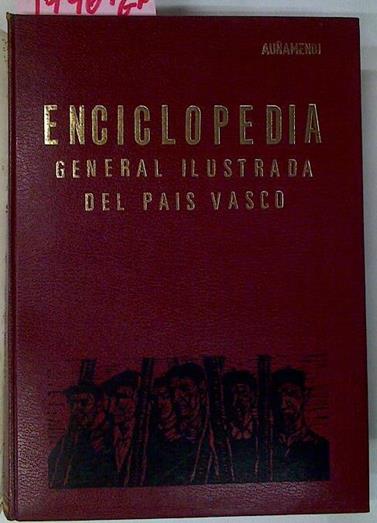 AUÑAMENDI
ENCICLOPEDIA
GENERAL ILUSTRADA
DEL PAIS VASCO